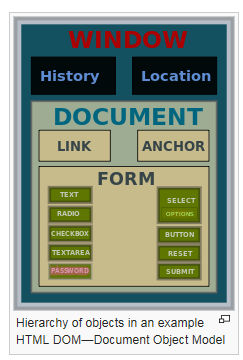 WINDOW
History Location
DOCUMENT
LINK ANCHOR
FORM
TEXT SELECT
RADIO OPTIONS
CHECKBOX BUTTON
TEXTAREA RESET
PASSWORD SUBMIT
Hierarchy of objects in an example
HTML DOM—Document Object Model